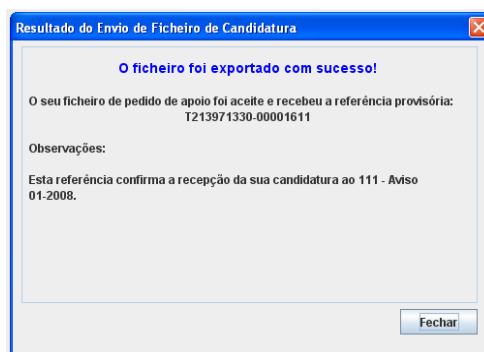 Resultado do Envio de Ficheiro de Candidatura
O ficheiro foi exportado com sucesso!
O seu ficheiro de pedido de apoio foi aceite e recebeu a referência provisória:
T213971330-00001611
Observações:
Esta referência confirma a recepção da sua candidatura ao 111 - Aviso
01-2008.
Fechar